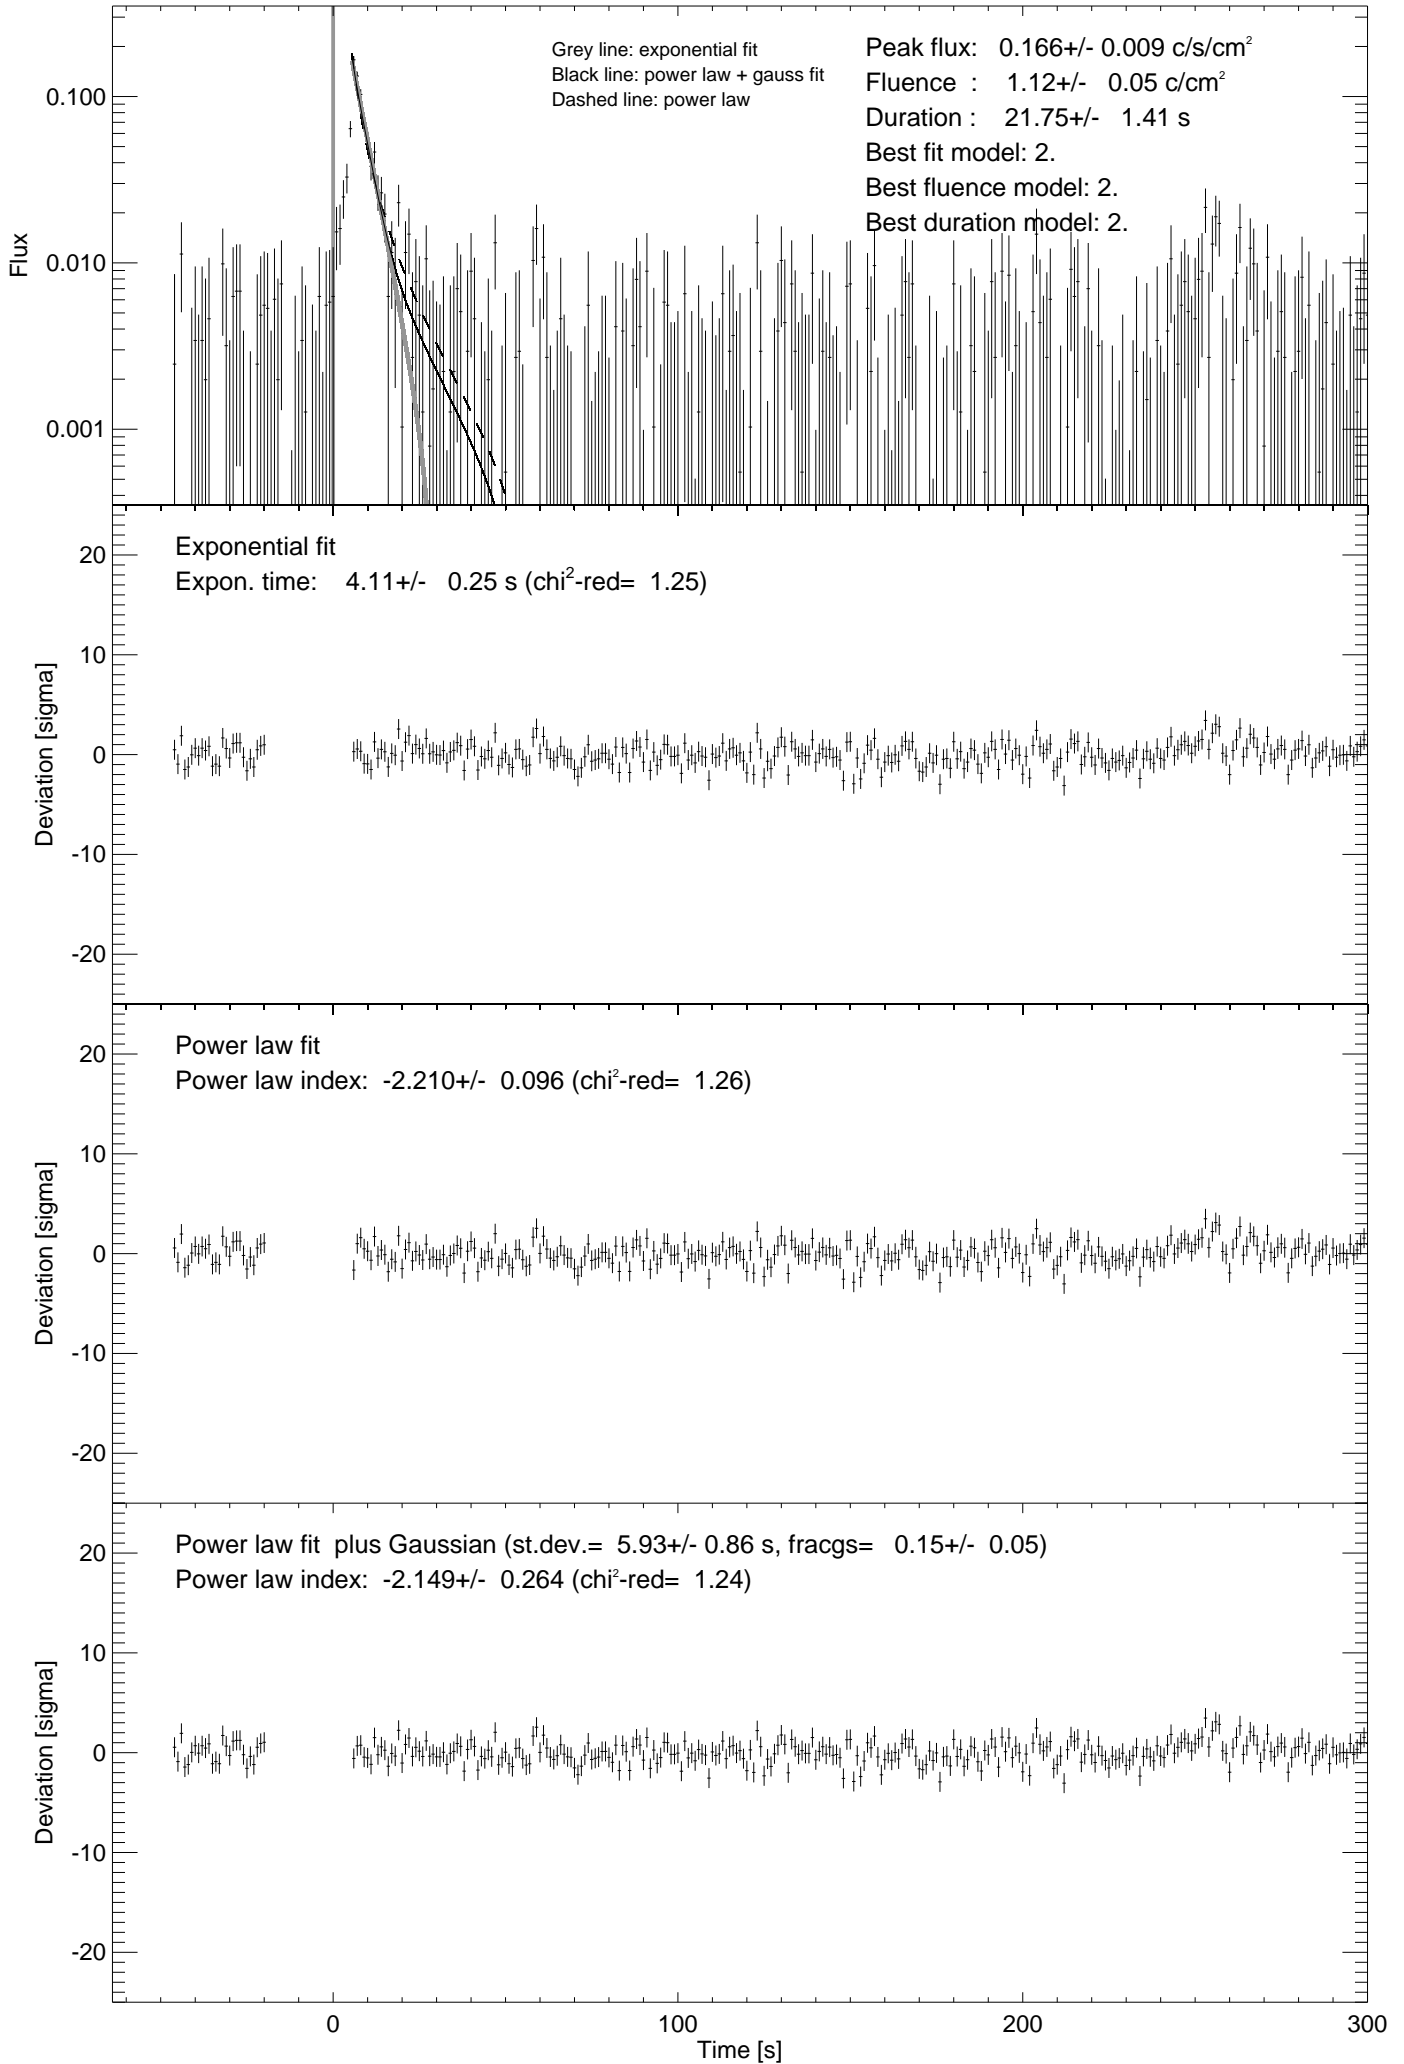 Grey line: exponential fit
Black line: power law + gauss fit
Dashed line: power law
Peak flux: 0.166+/- 0.009 c/s/cm²
Fluence : 1.12+/- 0.05 c/cm²
Duration : 21.75+/- 1.41 s
Best fit model: 2.
Best fluence model: 2.
Best duration model: 2.
0.100
0.010
0.001
Flux
Exponential fit
Expon. time: 4.11+/- 0.25 s (chi²-red= 1.25)
20
10
0
-10
-20
Deviation [sigma]
Power law fit
Power law index: -2.210+/- 0.096 (chi²-red= 1.26)
20
10
0
-10
-20
Deviation [sigma]
Power law fit plus Gaussian (st.dev.= 5.93+/- 0.86 s, fracgs= 0.15+/- 0.05)
Power law index: -2.149+/- 0.264 (chi²-red= 1.24)
20
10
0
-10
-20
Deviation [sigma]
0 100 200 300
Time [s]